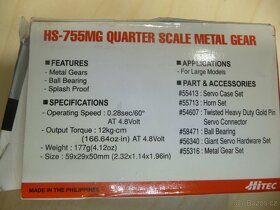 HS-755MG QUARTER SCALE METAL GEAR
■ FEATURES
• Metal Gears
• Ball Bearing
• Splash Proof
■ SPECIFICATIONS
• Operating Speed : 0.28sec/60°
AT 4.8Volt
• Output Torque : 12kg·cm
(166.64oz·in) AT 4.8Volt
• Weight : 177g(4.12oz)
• Size : 59x29x50mm (2.32x1.14x1.96in)
■ APPLICATIONS
• For Large Models
■ PART & ACCESSORIES
#55413 : Servo Case Set
#55713 : Horn Set
#54607 : Twisted Heavy Duty Gold Pin
Servo Connector
#58471 : Ball Bearing
#56340 : Giant Servo Hardware Set
#55316 : Metal Gear Set
MADE IN THE PHILIPPINES
HITEC